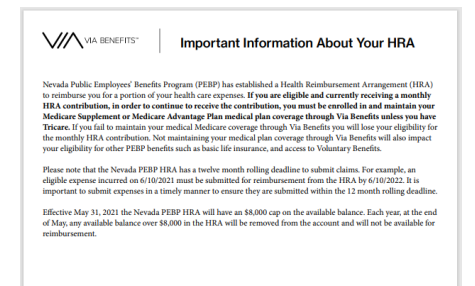 VIA BENEFITS™
Important Information About Your HRA
Nevada Public Employees' Benefits Program (PEBP) has established a Health Reimbursement Arrangement (HRA)
to reimburse you for a portion of your health care expenses. If you are eligible and currently receiving a monthly
HRA contribution, in order to continue to receive the contribution, you must be enrolled in and maintain your
Medicare Supplement or Medicare Advantage Plan medical plan coverage through Via Benefits unless you have
Tricare. If you fail to maintain your medical Medicare coverage through Via Benefits you will lose your eligibility for
the monthly HRA contribution. Not maintaining your medical plan coverage through Via Benefits will also impact
your eligibility for other PEBP benefits such as basic life insurance, and access to Voluntary Benefits.
Please note that the Nevada PEBP HRA has a twelve month rolling deadline to submit claims. For example, an
eligible expense incurred on 6/10/2021 must be submitted for reimbursement from the HRA by 6/10/2022. It is
important to submit expenses in a timely manner to ensure they are submitted within the 12 month rolling deadline.
Effective May 31, 2021 the Nevada PEBP HRA will have an $8,000 cap on the available balance. Each year, at the end
of May, any available balance over $8,000 in the HRA will be removed from the account and will not be available for
reimbursement.